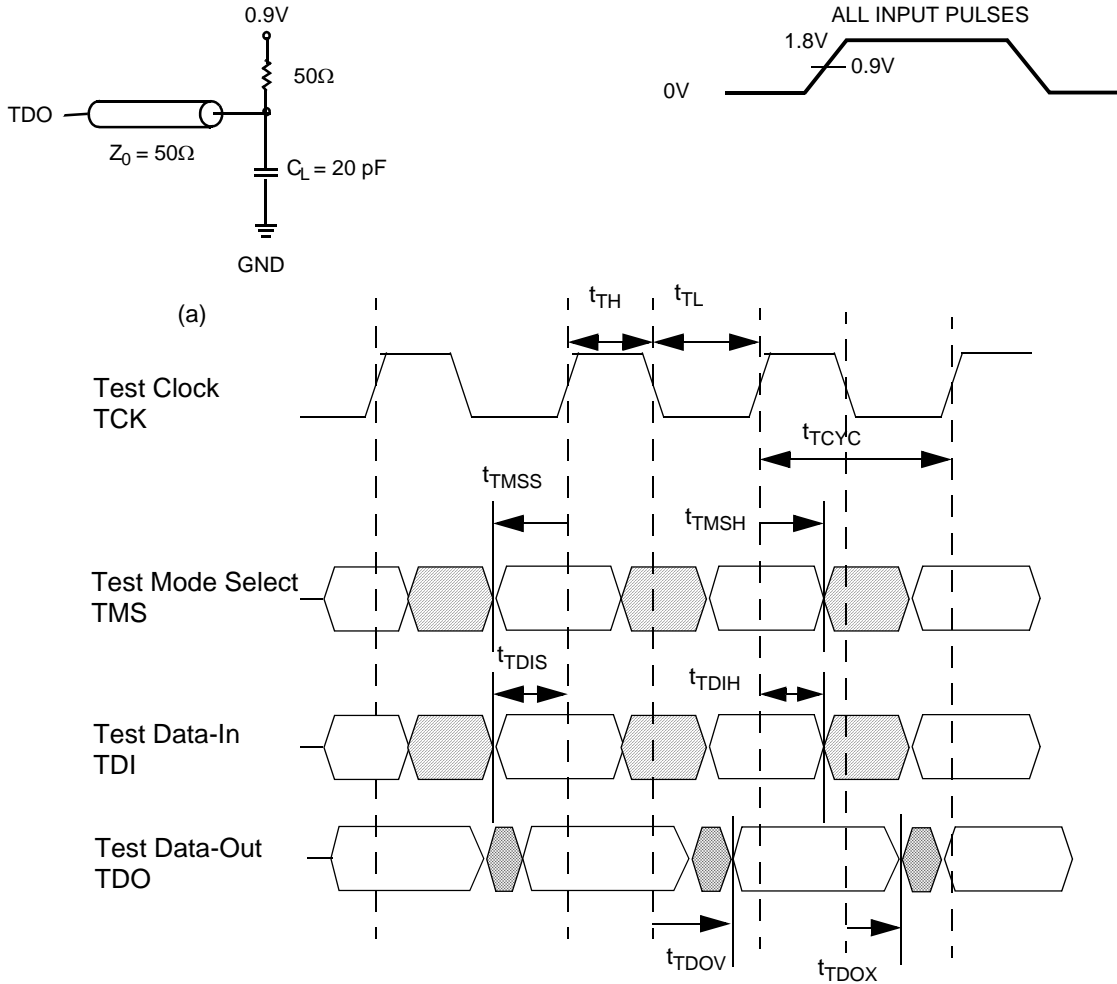 0.9V
50Ω
TDO
Z0 = 50Ω
CL = 20 pF
GND
(a)
ALL INPUT PULSES
1.8V
0.9V
0V
tTH
tTL
Test Clock
TCK
tTCYC
tTMSS
tTMSH
Test Mode Select
TMS
tTDIS
tTDIH
Test Data-In
TDI
Test Data-Out
TDO
tTDOV
tTDOX